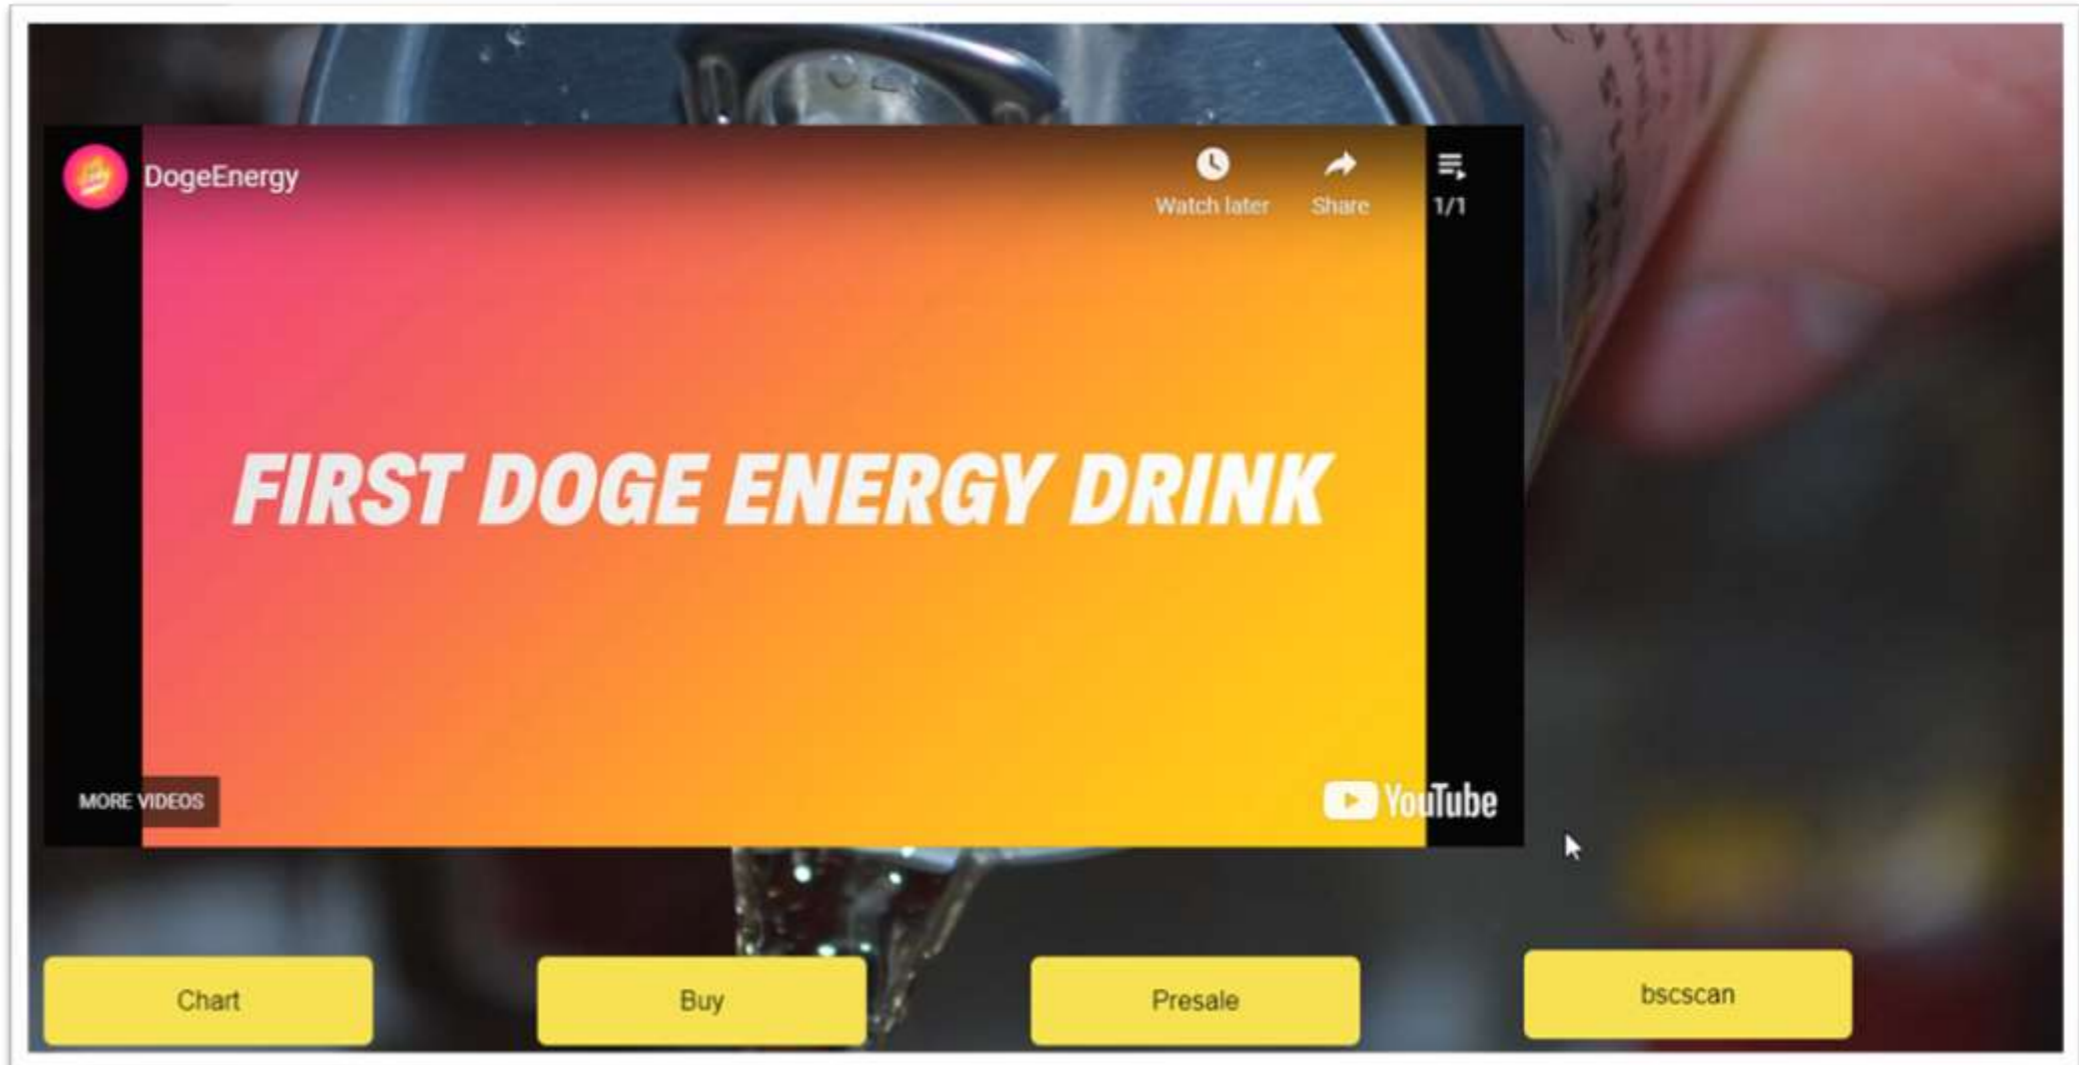 DogeEnergy
Watch later
Share
1/1
FIRST DOGE ENERGY DRINK
MORE VIDEOS
YouTube
Chart
Buy
Presale
bscscan